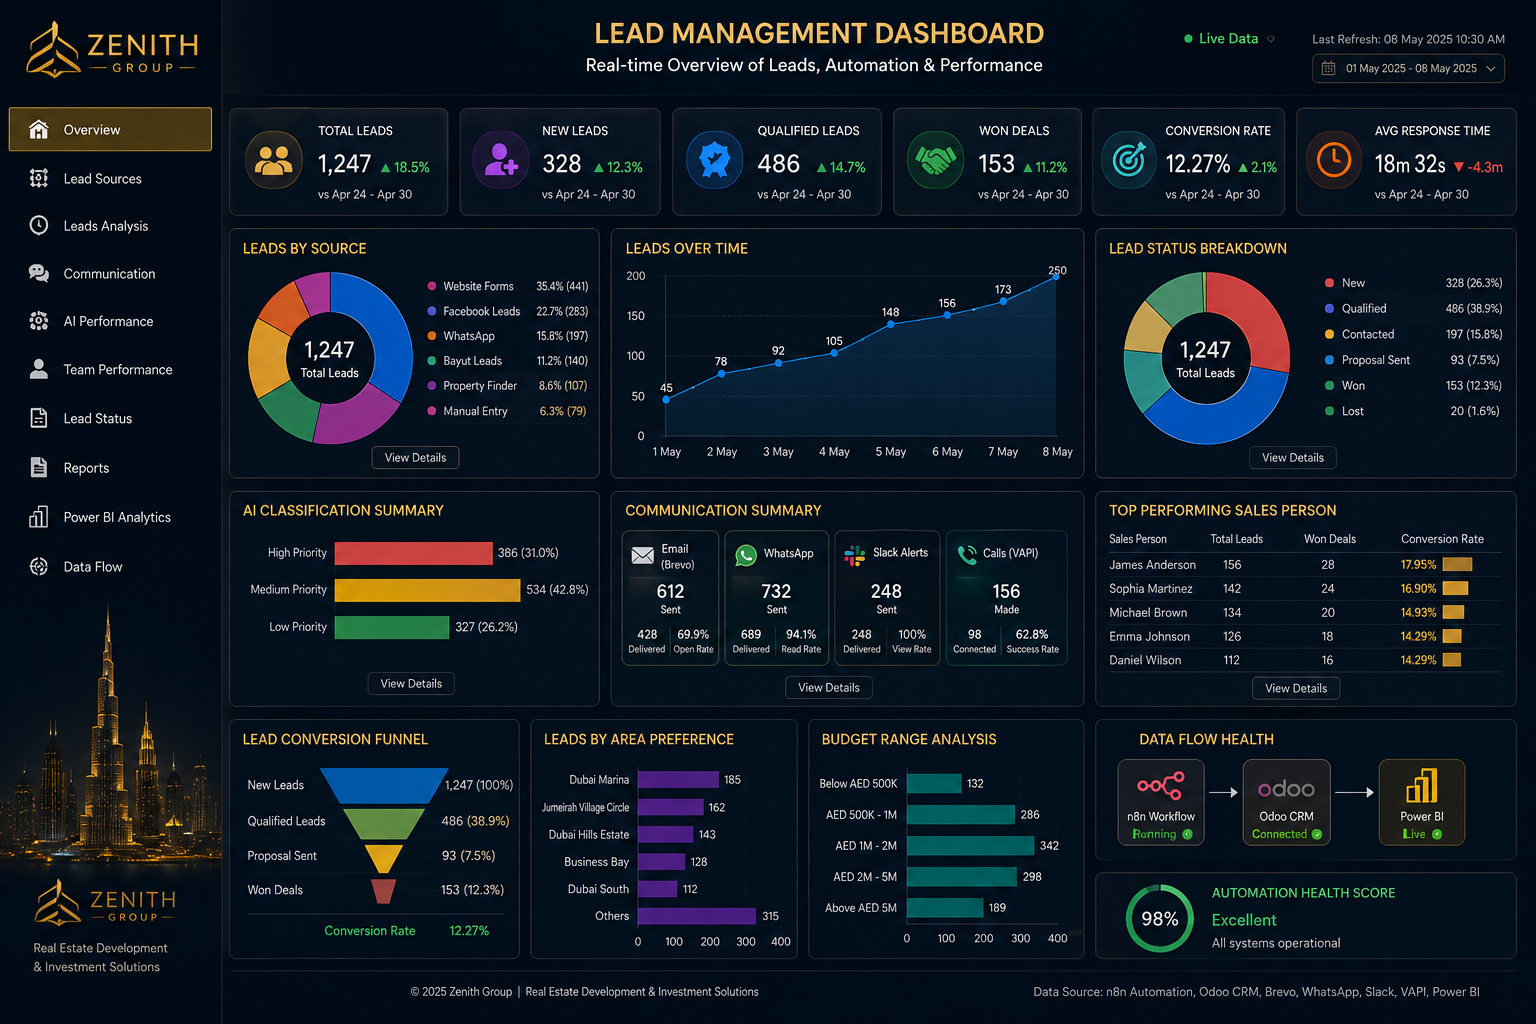 ZENITH
GROUP
LEAD MANAGEMENT DASHBOARD
Real-time Overview of Leads, Automation & Performance
Live Data
Last Refresh: 08 May 2025 10:30 AM
01 May 2025 - 08 May 2025
Overview
Lead Sources
Leads Analysis
Communication
AI Performance
Team Performance
Lead Status
Reports
Power BI Analytics
Data Flow
ZENITH
GROUP
Real Estate Development
& Investment Solutions
TOTAL LEADS
1,247 ▲ 18.5%
vs Apr 24 - Apr 30
NEW LEADS
328 ▲ 12.3%
vs Apr 24 - Apr 30
QUALIFIED LEADS
486 ▲ 14.7%
vs Apr 24 - Apr 30
WON DEALS
153 ▲ 11.2%
vs Apr 24 - Apr 30
CONVERSION RATE
12.27% ▲ 2.1%
vs Apr 24 - Apr 30
AVG RESPONSE TIME
18m 32s ▼ -4.3m
vs Apr 24 - Apr 30
LEADS BY SOURCE
1,247
Total Leads
Website Forms 35.4% (441)
Facebook Leads 22.7% (283)
WhatsApp 15.8% (197)
Bayut Leads 11.2% (140)
Property Finder 8.6% (107)
Manual Entry 6.3% (79)
View Details
LEADS OVER TIME
200
150
100
50
0
45
78
92
105
148
156
173
250
1 May 2 May 3 May 4 May 5 May 6 May 7 May 8 May
LEAD STATUS BREAKDOWN
1,247
Total Leads
New 328 (26.3%)
Qualified 486 (38.9%)
Contacted 197 (15.8%)
Proposal Sent 93 (7.5%)
Won 153 (12.3%)
Lost 20 (1.6%)
View Details
AI CLASSIFICATION SUMMARY
High Priority 386 (31.0%)
Medium Priority 534 (42.8%)
Low Priority 327 (26.2%)
View Details
COMMUNICATION SUMMARY
Email
(Brevo)
612
Sent
428 69.9%
Delivered Open Rate
WhatsApp
732
Sent
689 94.1%
Delivered Read Rate
Slack Alerts
248
Sent
248 100%
Delivered View Rate
Calls (VAPI)
156
Made
98 62.8%
Connected Success Rate
View Details
TOP PERFORMING SALES PERSON
Sales Person Total Leads Won Deals Conversion Rate
James Anderson 156 28 17.95%
Sophia Martinez 142 24 16.90%
Michael Brown 134 20 14.93%
Emma Johnson 126 18 14.29%
Daniel Wilson 112 16 14.29%
View Details
LEAD CONVERSION FUNNEL
New Leads 1,247 (100%)
Qualified Leads 486 (38.9%)
Proposal Sent 93 (7.5%)
Won Deals 153 (12.3%)
Conversion Rate 12.27%
LEADS BY AREA PREFERENCE
Dubai Marina 185
Jumeirah Village Circle 162
Dubai Hills Estate 143
Business Bay 128
Dubai South 112
Others 315
0 100 200 300 400
BUDGET RANGE ANALYSIS
Below AED 500K 132
AED 500K - 1M 286
AED 1M - 2M 342
AED 2M - 5M 298
Above AED 5M 189
0 100 200 300 400
DATA FLOW HEALTH
n8n Workflow
Running
odoo
Odoo CRM
Connected
Power BI
Live
98%
AUTOMATION HEALTH SCORE
Excellent
All systems operational
© 2025 Zenith Group | Real Estate Development & Investment Solutions
Data Source: n8n Automation, Odoo CRM, Brevo, WhatsApp, Slack, VAPI, Power BI